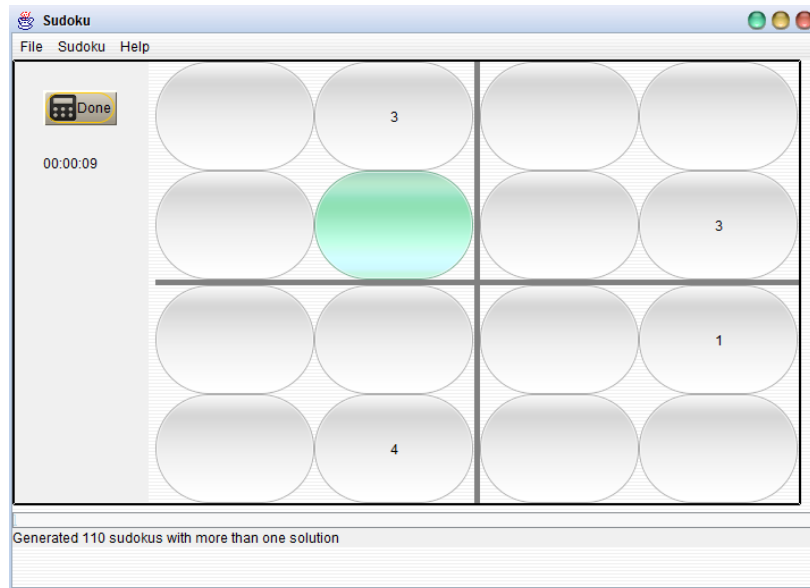 Sudoku
File Sudoku Help
Done
3
00:00:09
3
1
4
Generated 110 sudokus with more than one solution